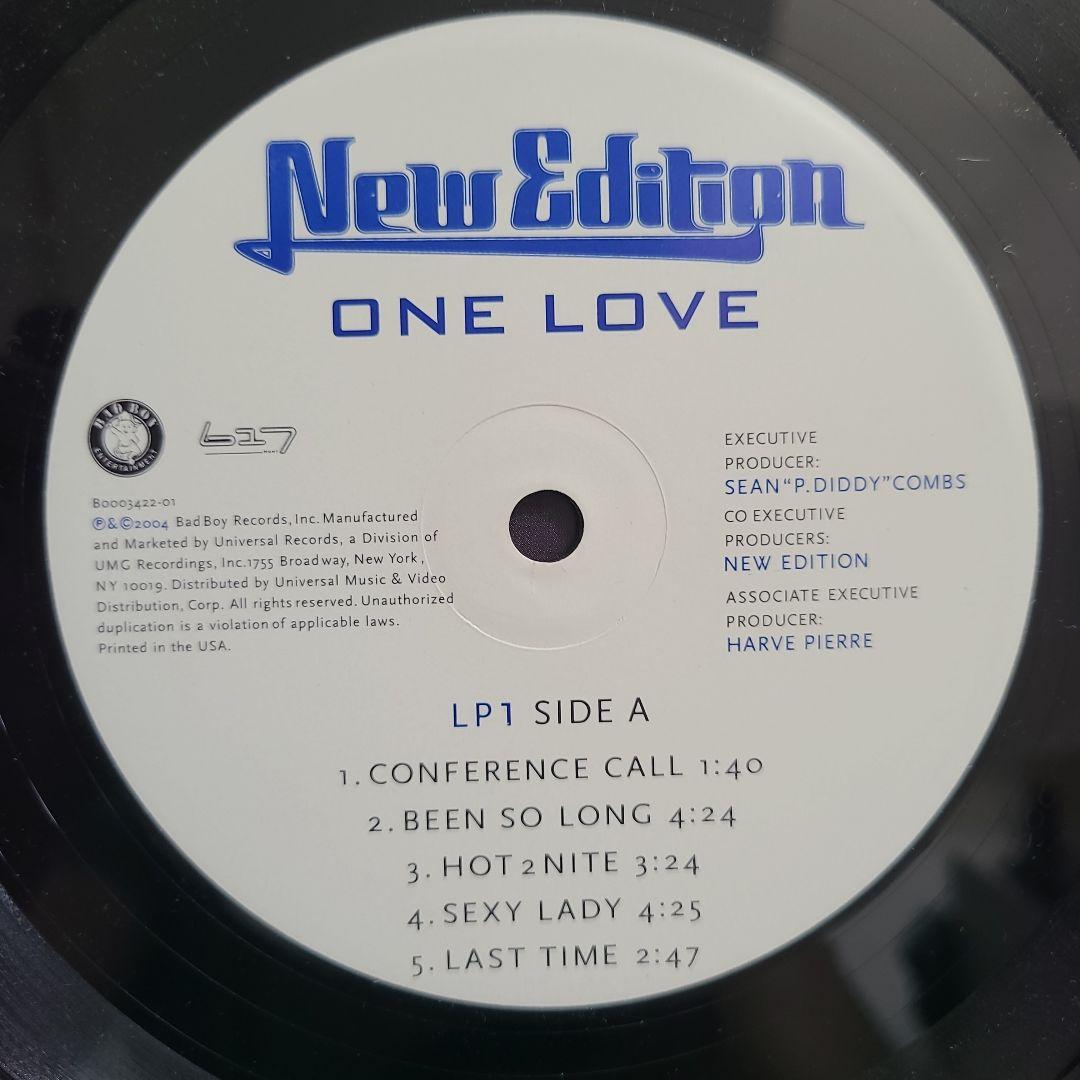 New Edition
ONE LOVE
BAD BOY
ENTERTAINMENT
617
B0003422-01
℗&©2004 Bad Boy Records, Inc. Manufactured
and Marketed by Universal Records, a Division of
UMG Recordings, Inc.1755 Broadway, New York,
NY 10019. Distributed by Universal Music & Video
Distribution, Corp. All rights reserved. Unauthorized
duplication is a violation of applicable laws.
Printed in the USA.
EXECUTIVE
PRODUCER:
SEAN“P.DIDDY”COMBS
CO EXECUTIVE
PRODUCERS:
NEW EDITION
ASSOCIATE EXECUTIVE
PRODUCER:
HARVE PIERRE
LP1 SIDE A
1. CONFERENCE CALL 1:40
2. BEEN SO LONG 4:24
3. HOT 2 NITE 3:24
4. SEXY LADY 4:25
5. LAST TIME 2:47